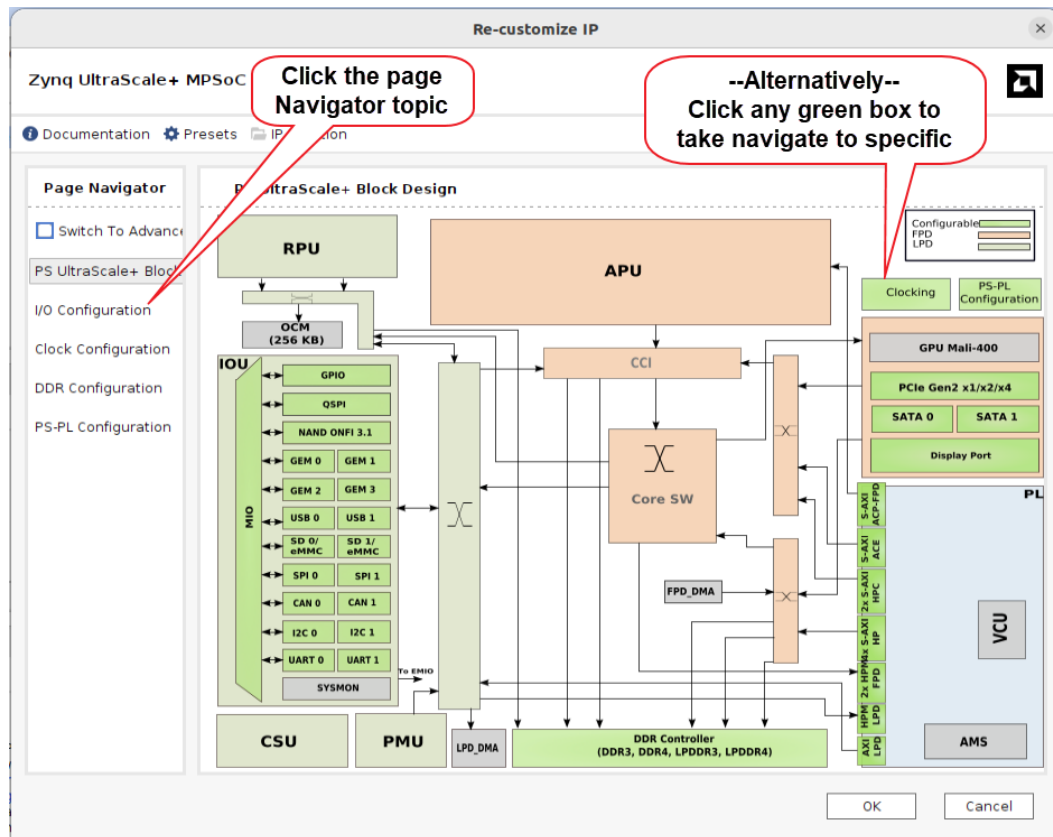 Re-customize IP
Zynq UltraScale+ MPSoC
Click the page
Navigator topic
--Alternatively--
Click any green box to
take navigate to specific
Documentation
Presets
IP
tion
Page Navigator
Switch To Advance
PS UltraScale+ Block
I/O Configuration
Clock Configuration
DDR Configuration
PS-PL Configuration
UltraScale+ Block Design
Configurable
FPD
LPD
RPU
APU
Clocking
PS-PL
Configuration
OCM
(256 KB)
GPU Mali-400
PCIe Gen2 x1/x2/x4
SATA 0
SATA 1
Display Port
CCI
IOU
MIO
GPIO
QSPI
NAND ONFI 3.1
GEM 0
GEM 1
GEM 2
GEM 3
USB 0
USB 1
SD 0/
eMMC
SD 1/
eMMC
SPI 0
SPI 1
CAN 0
CAN 1
I2C 0
I2C 1
UART 0
UART 1
SYSMON
To EMIO
Core SW
FPD_DMA
PL
S-AXI
ACP-FPD
S-AXI
ACE
2x S-AXI
HPC
4x S-AXI
HP
2x HPM
FPD
HPM
LPD
AXI
LPD
VCU
AMS
CSU
PMU
LPD_DMA
DDR Controller
(DDR3, DDR4, LPDDR3, LPDDR4)
OK
Cancel